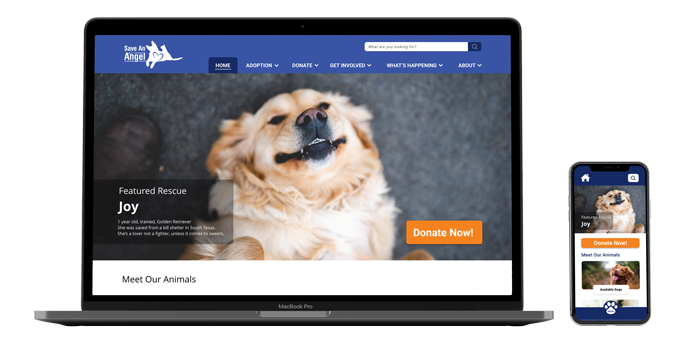 Save An
Angel
What are you looking for?
HOME
ADOPTION
DONATE
GET INVOLVED
WHAT'S HAPPENING
ABOUT
Featured Rescue
Joy
1 year old, trained, Golden Retriever
She was saved from a kill shelter in South Texas.
She's a lover not a fighter, unless it comes to sweets.
Donate Now!
Meet Our Animals
MacBook Pro
Featured Rescue
Joy
Donate Now!
Meet Our Animals
Available Dogs